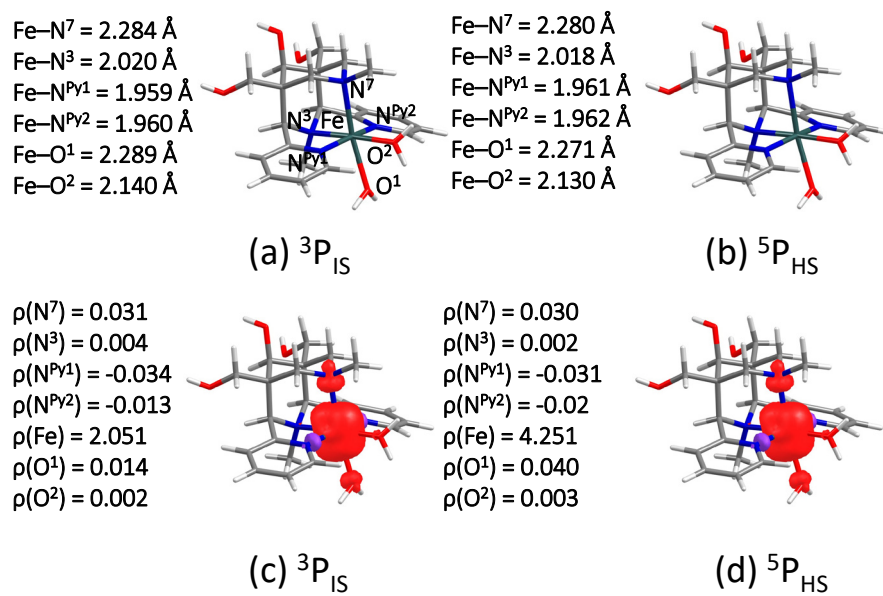 Fe–N⁷ = 2.284 Å
Fe–N³ = 2.020 Å
Fe–Nᴾʸ¹ = 1.959 Å
Fe–Nᴾʸ² = 1.960 Å
Fe–O¹ = 2.289 Å
Fe–O² = 2.140 Å
N⁷
N³
Fe
Nᴾʸ²
Nᴾʸ¹
O²
O¹
(a) ³P_IS
Fe–N⁷ = 2.280 Å
Fe–N³ = 2.018 Å
Fe–Nᴾʸ¹ = 1.961 Å
Fe–Nᴾʸ² = 1.962 Å
Fe–O¹ = 2.271 Å
Fe–O² = 2.130 Å
(b) ⁵P_HS
ρ(N⁷) = 0.031
ρ(N³) = 0.004
ρ(Nᴾʸ¹) = -0.034
ρ(Nᴾʸ²) = -0.013
ρ(Fe) = 2.051
ρ(O¹) = 0.014
ρ(O²) = 0.002
(c) ³P_IS
ρ(N⁷) = 0.030
ρ(N³) = 0.002
ρ(Nᴾʸ¹) = -0.031
ρ(Nᴾʸ²) = -0.02
ρ(Fe) = 4.251
ρ(O¹) = 0.040
ρ(O²) = 0.003
(d) ⁵P_HS